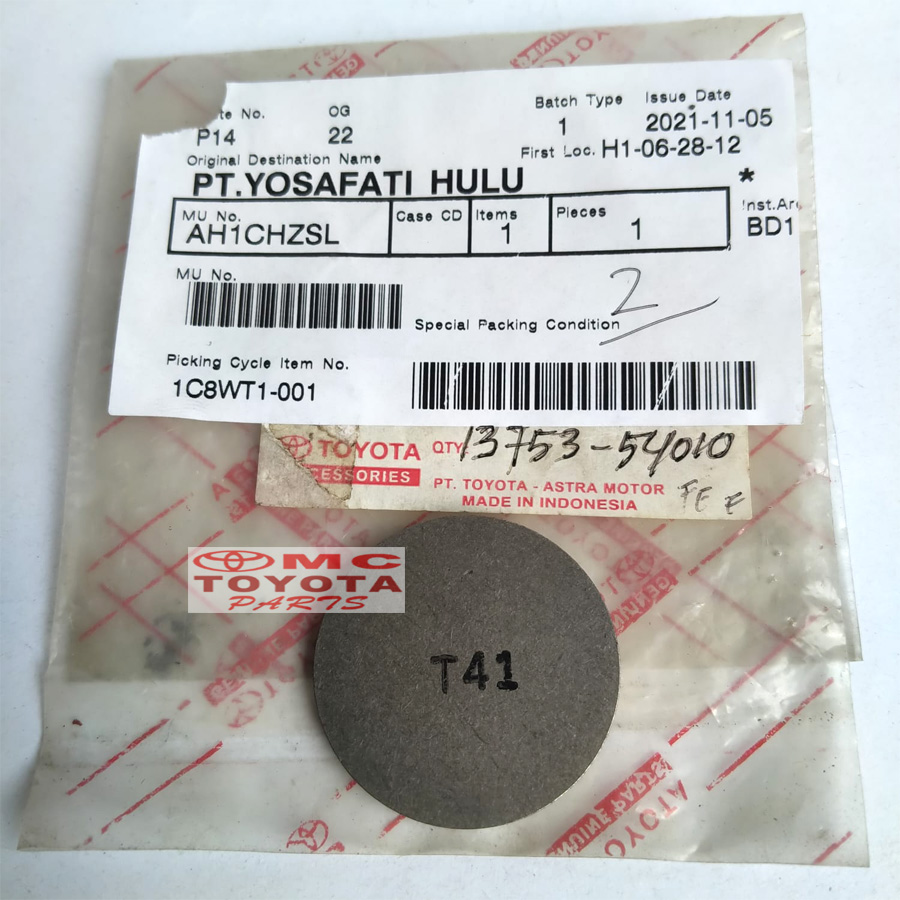 te No.
OG
Batch Type
Issue Date
P14
22
1
2021-11-05
Original Destination Name
First Loc. H1-06-28-12
PT.YOSAFATI HULU
*
MU No.
Case CD
Items
Pieces
Inst.Are
AH1CHZSL
1
1
BD1
MU No.
2
Special Packing Condition
Picking Cycle Item No.
1C8WT1-001
TOYOTA
QTY
13753-54010
CESSORIES
PT. TOYOTA - ASTRA MOTOR
MADE IN INDONESIA
FE E
MC
TOYOTA
PARTS
T41